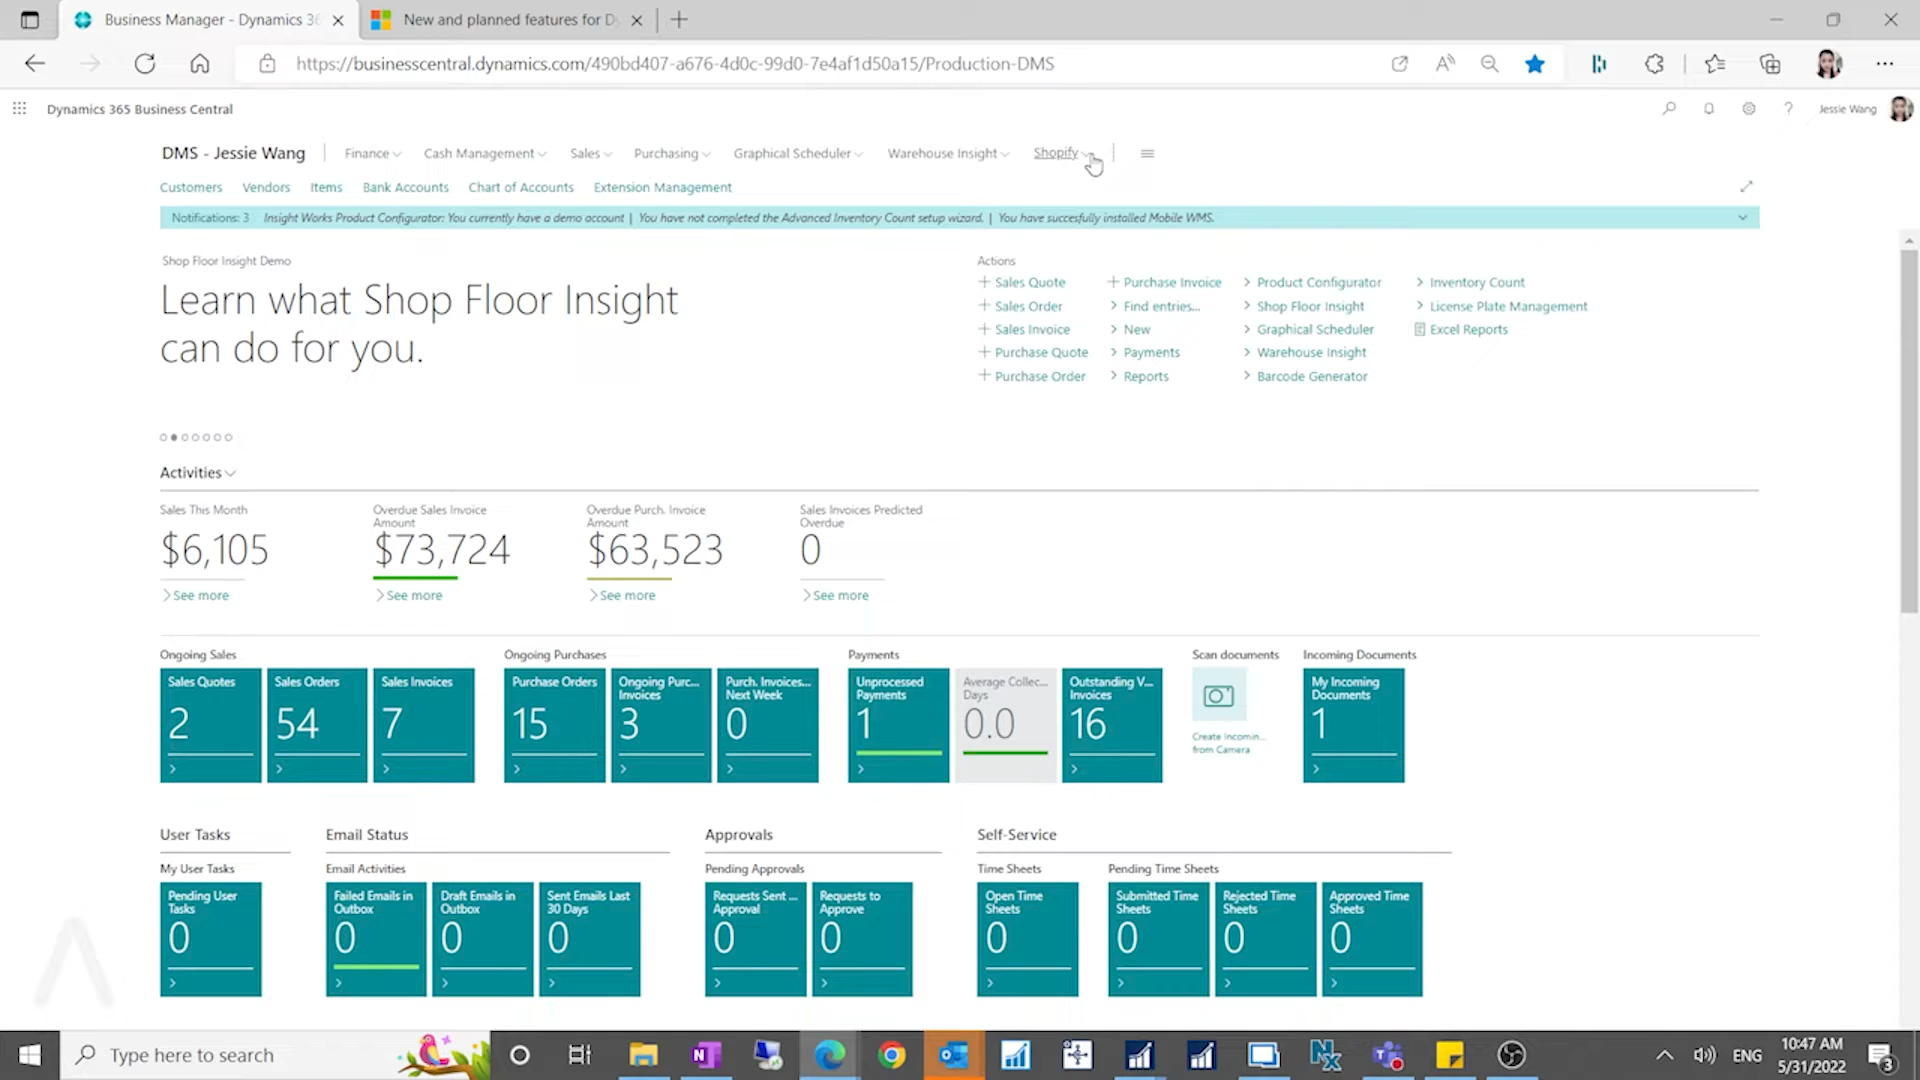 Business Manager - Dynamics 36
New and planned features for Dy
https://businesscentral.dynamics.com/490bd407-a676-4d0c-99d0-7e4af1d50a15/Production-DMS
Dynamics 365 Business Central
Jessie Wang
DMS - Jessie Wang
Finance
Cash Management
Sales
Purchasing
Graphical Scheduler
Warehouse Insight
Shopify
Customers
Vendors
Items
Bank Accounts
Chart of Accounts
Extension Management
Notifications: 3 Insight Works Product Configurator: You currently have a demo account | You have not completed the Advanced Inventory Count setup wizard. | You have succesfully installed Mobile WMS.
Shop Floor Insight Demo
Learn what Shop Floor Insight
can do for you.
Actions
+ Sales Quote
+ Sales Order
+ Sales Invoice
+ Purchase Quote
+ Purchase Order
+ Purchase Invoice
> Find entries...
> New
> Payments
> Reports
> Product Configurator
> Shop Floor Insight
> Graphical Scheduler
> Warehouse Insight
> Barcode Generator
> Inventory Count
> License Plate Management
Excel Reports
Activities
Sales This Month
$6,105
> See more
Overdue Sales Invoice
Amount
$73,724
> See more
Overdue Purch. Invoice
Amount
$63,523
> See more
Sales Invoices Predicted
Overdue
0
> See more
Ongoing Sales
Sales Quotes
2
Sales Orders
54
Sales Invoices
7
Ongoing Purchases
Purchase Orders
15
Ongoing Purc...
Invoices
3
Purch. Invoices...
Next Week
0
Payments
Unprocessed
Payments
1
Average Collec...
Days
0.0
Outstanding V...
Invoices
16
Scan documents
Create Incomin...
from Camera
Incoming Documents
My Incoming
Documents
1
User Tasks
My User Tasks
Pending User
Tasks
0
Email Status
Email Activities
Failed Emails in
Outbox
0
Draft Emails in
Outbox
0
Sent Emails Last
30 Days
0
Approvals
Pending Approvals
Requests Sent ...
Approval
0
Requests to
Approve
0
Self-Service
Time Sheets
Open Time
Sheets
0
Pending Time Sheets
Submitted Time
Sheets
0
Rejected Time
Sheets
0
Approved Time
Sheets
0
Type here to search
ENG
10:47 AM
5/31/2022
3